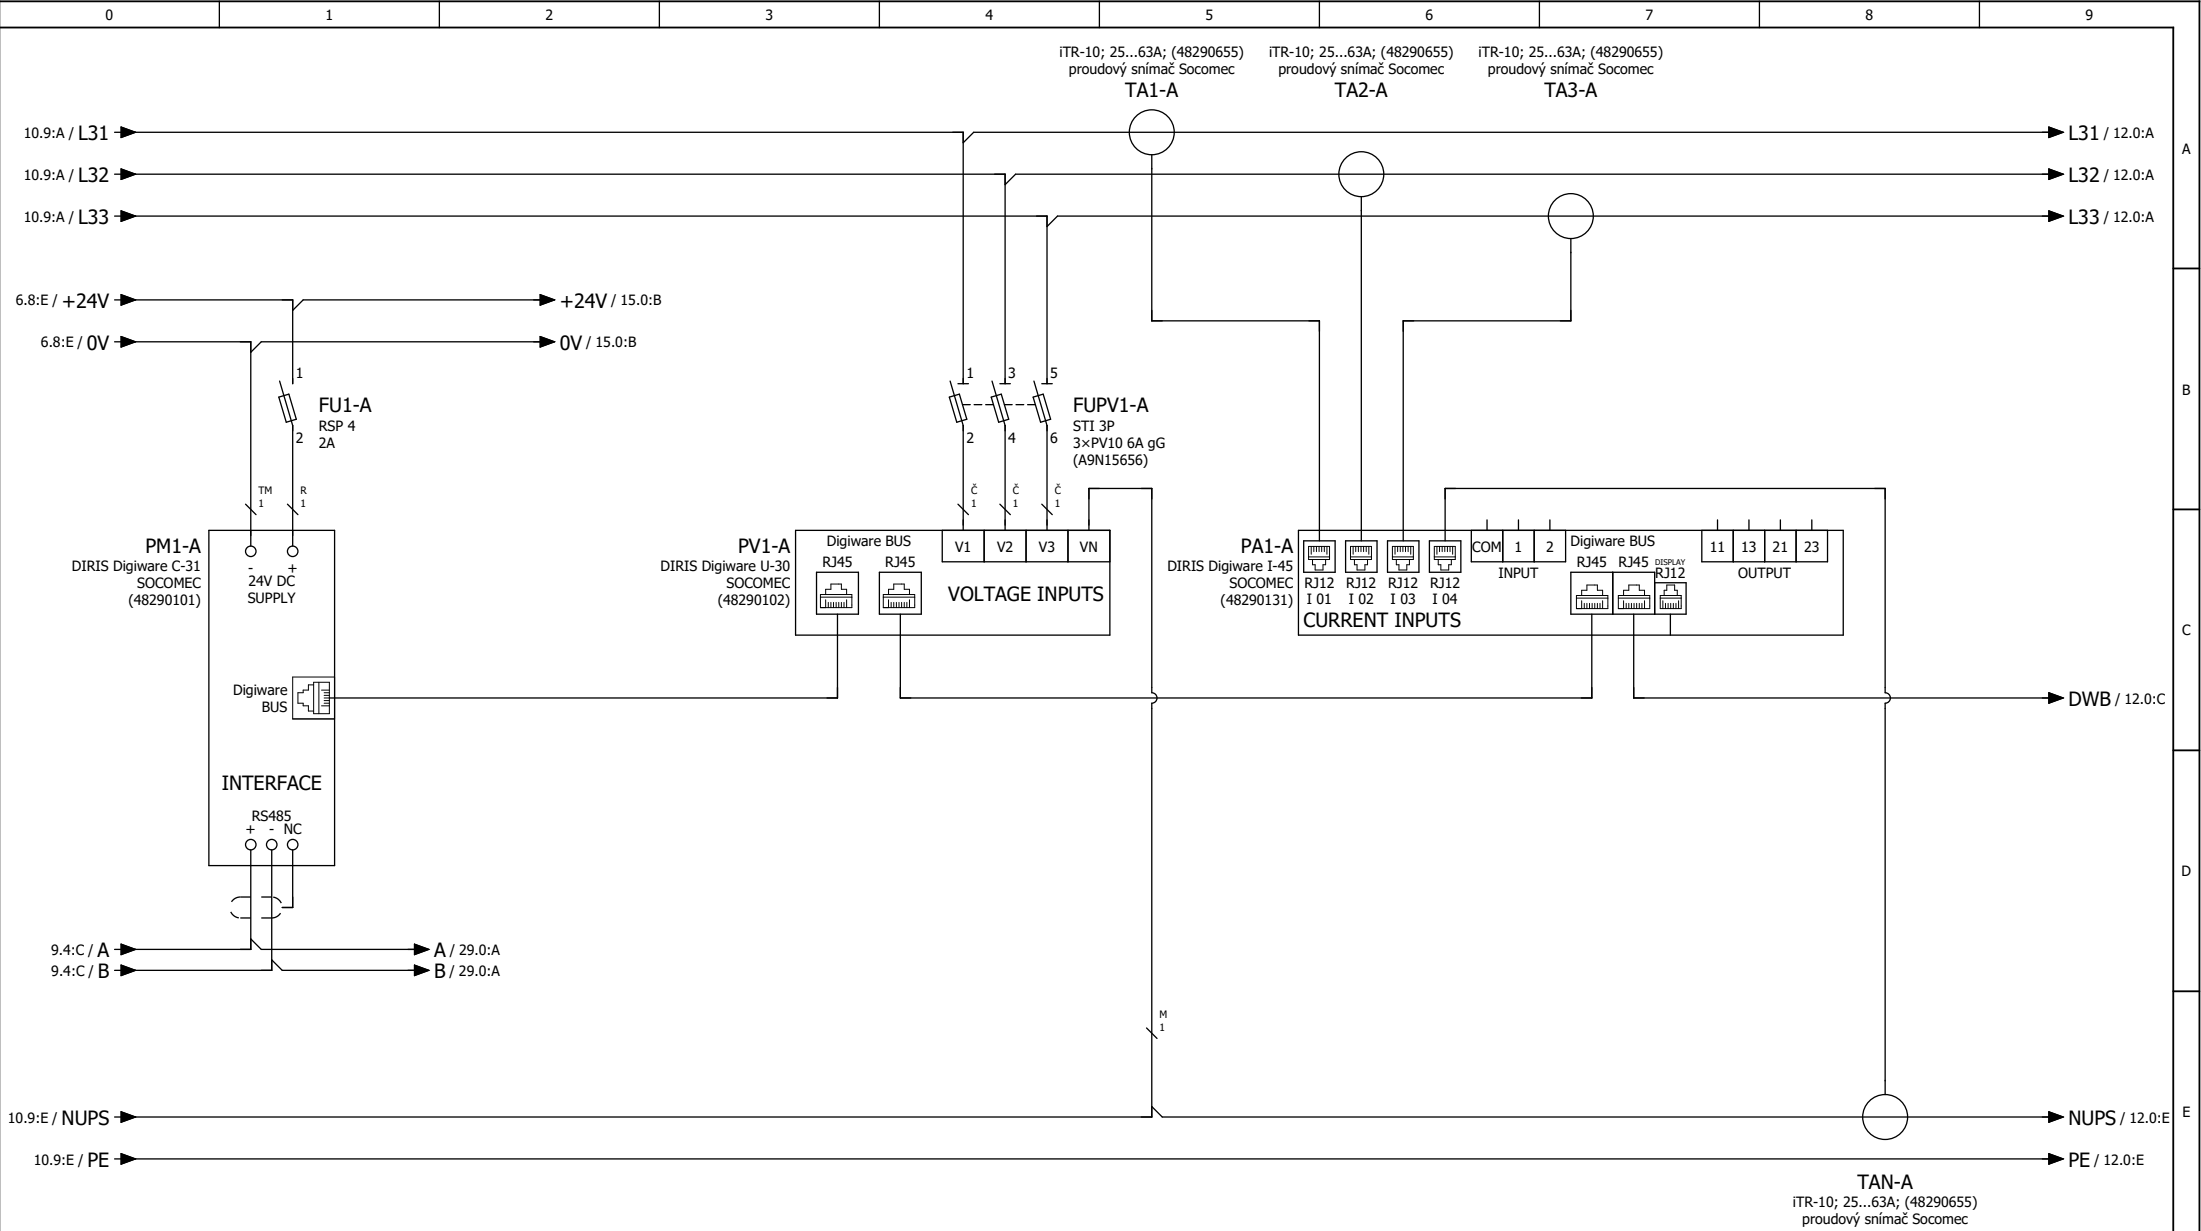 0 1 2 3 4 5 6 7 8 9
iTR-10; 25...63A; (48290655)
proudový snímač Socomec
TA1-A
iTR-10; 25...63A; (48290655)
proudový snímač Socomec
TA2-A
iTR-10; 25...63A; (48290655)
proudový snímač Socomec
TA3-A
10.9:A / L31
L31 / 12.0:A
A
10.9:A / L32
L32 / 12.0:A
10.9:A / L33
L33 / 12.0:A
6.8:E / +24V
+24V / 15.0:B
6.8:E / 0V
0V / 15.0:B
1
2
FU1-A
RSP 4
2A
1
3
5
2
4
6
FUPV1-A
STI 3P
3×PV10 6A gG
(A9N15656)
B
TM
1
R
1
Č
1
Č
1
Č
1
PM1-A
DIRIS Digiware C-31
SOCOMEC
(48290101)
- +
24V DC
SUPPLY
Digiware
BUS
INTERFACE
RS485
+ - NC
PV1-A
DIRIS Digiware U-30
SOCOMEC
(48290102)
Digiware BUS
RJ45 RJ45
V1 V2 V3 VN
VOLTAGE INPUTS
PA1-A
DIRIS Digiware I-45
SOCOMEC
(48290131)
RJ12 RJ12 RJ12 RJ12
I 01 I 02 I 03 I 04
CURRENT INPUTS
COM 1 2
INPUT
Digiware BUS
RJ45 RJ45
DISPLAY
RJ12
11 13 21 23
OUTPUT
C
DWB / 12.0:C
D
9.4:C / A
A / 29.0:A
9.4:C / B
B / 29.0:A
M
1
10.9:E / NUPS
NUPS / 12.0:E
E
10.9:E / PE
PE / 12.0:E
TAN-A
iTR-10; 25...63A; (48290655)
proudový snímač Socomec